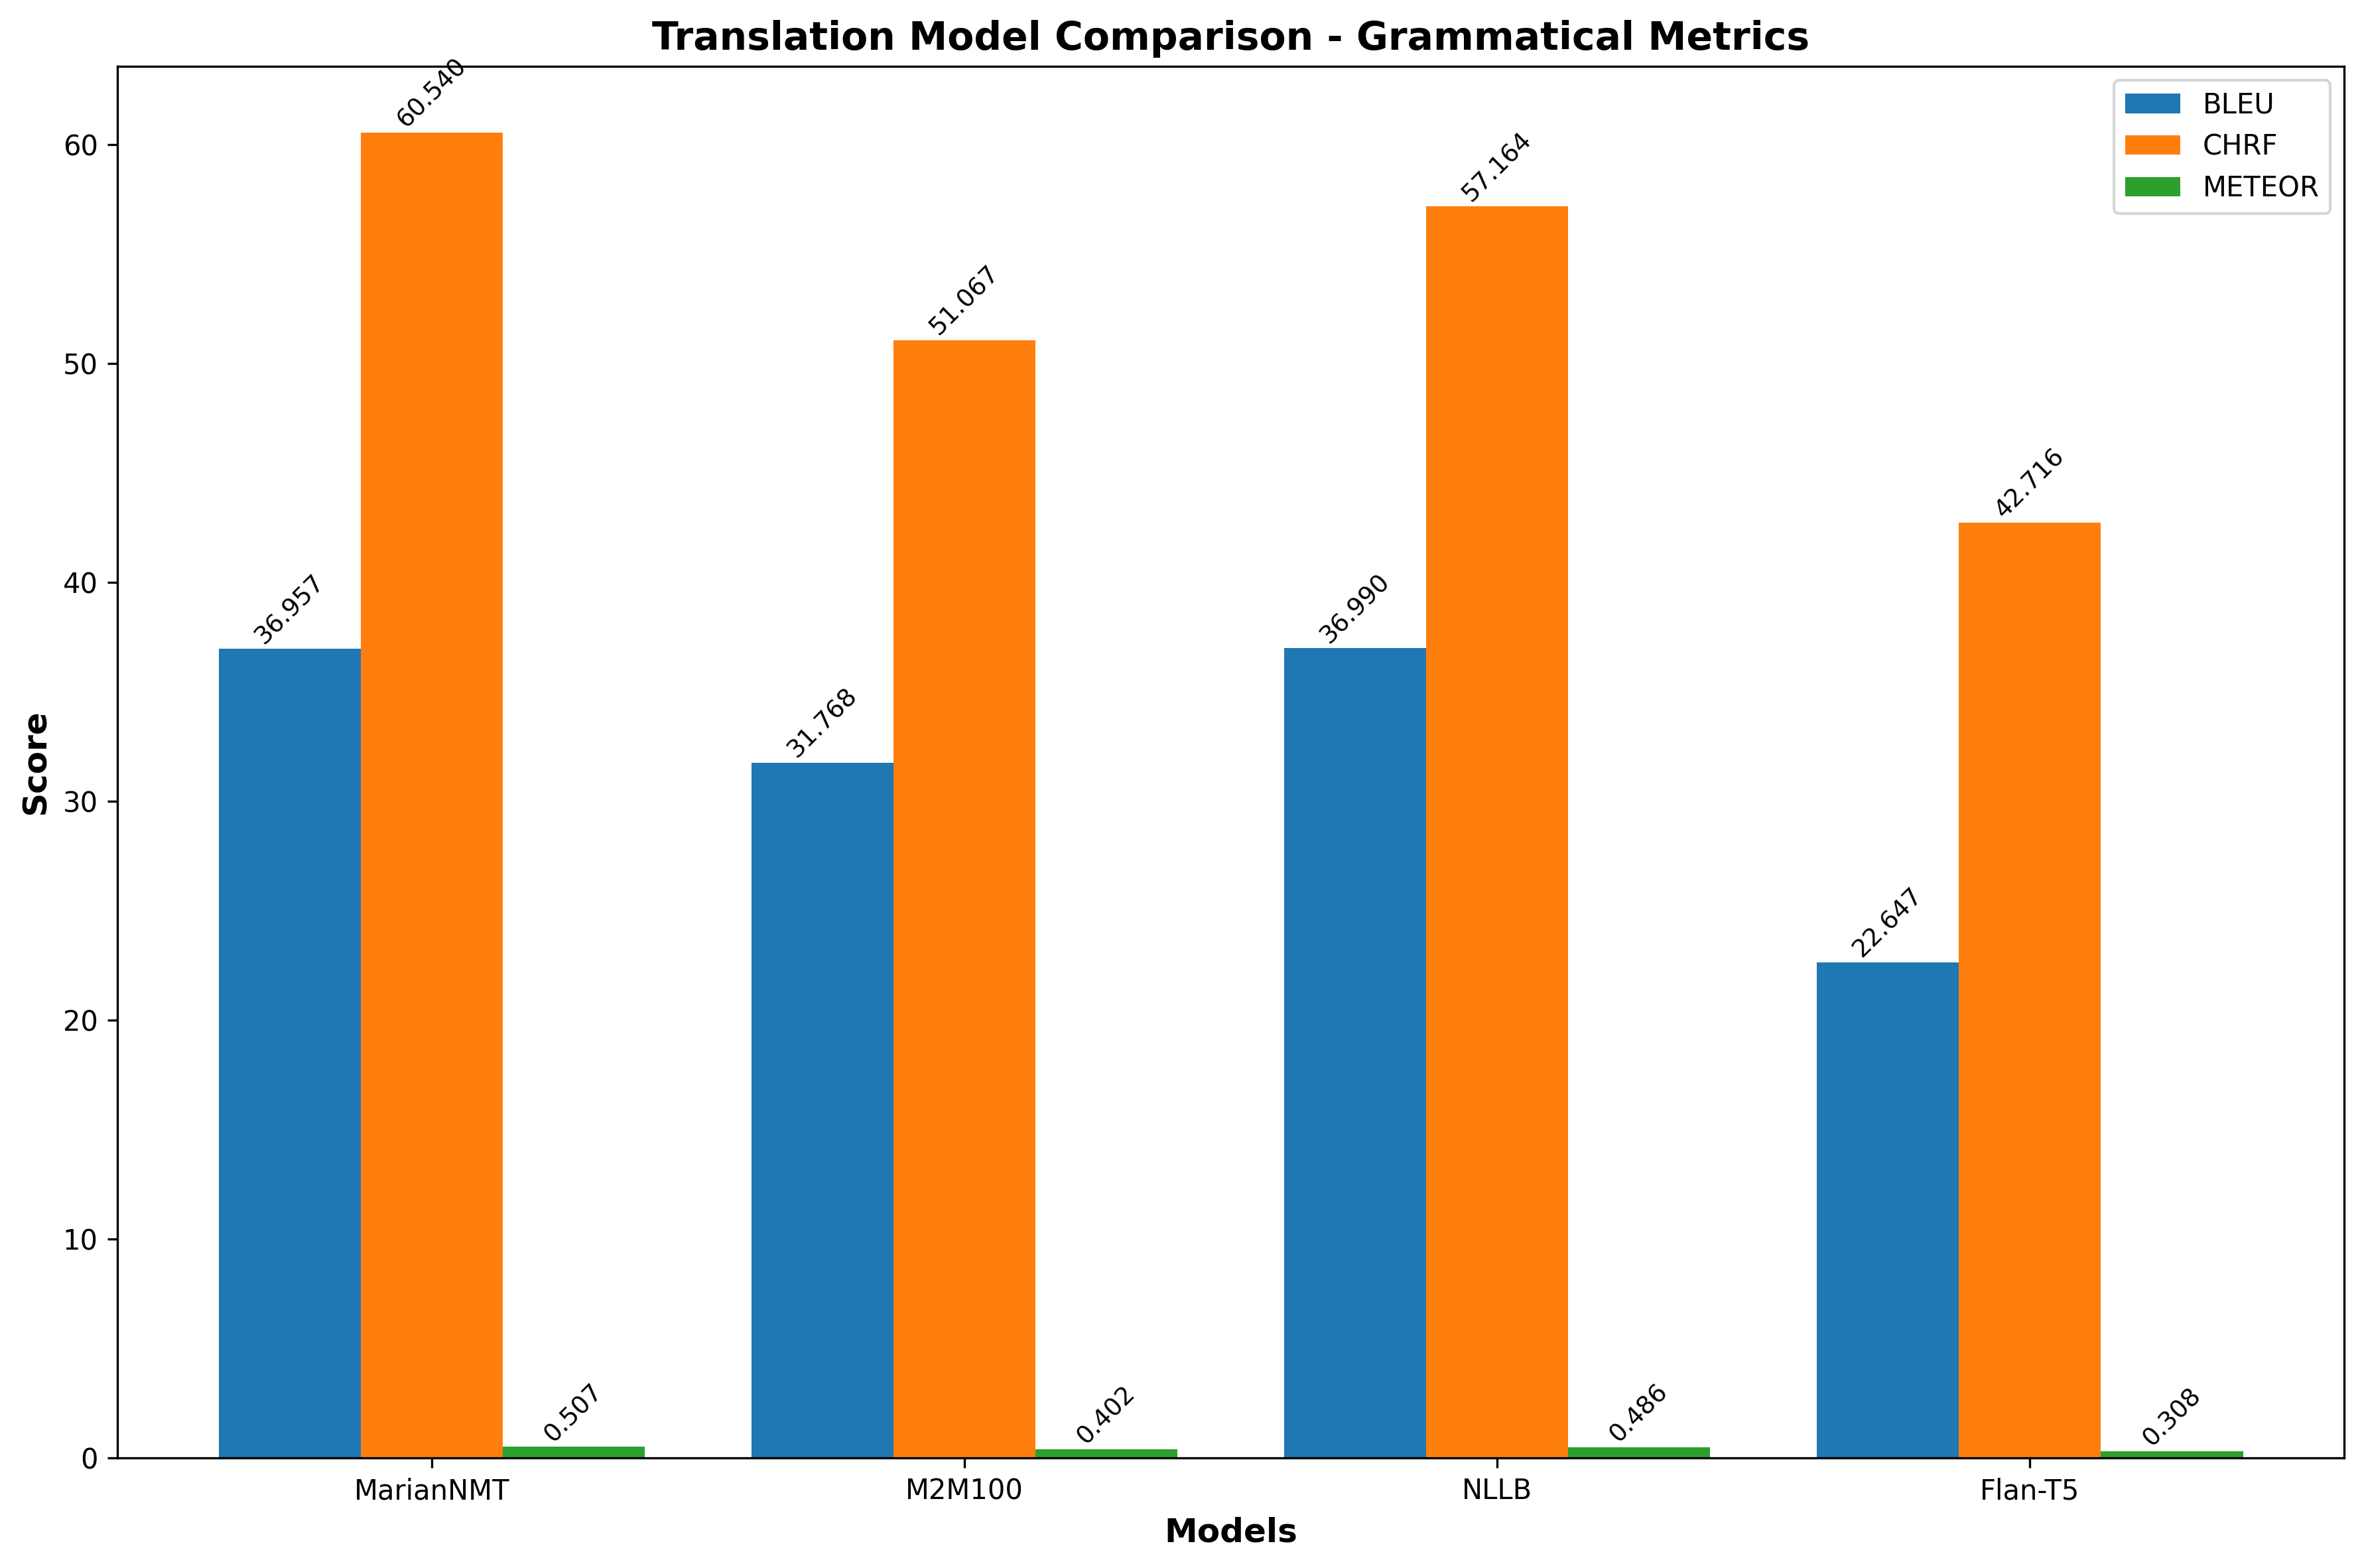 Translation Model Comparison - Grammatical Metrics
BLEU
CHRF
METEOR
Score
60
50
40
30
20
10
0
36.957
60.540
0.507
31.768
51.067
0.402
36.990
57.164
0.486
22.647
42.716
0.308
MarianNMT
M2M100
NLLB
Flan-T5
Models